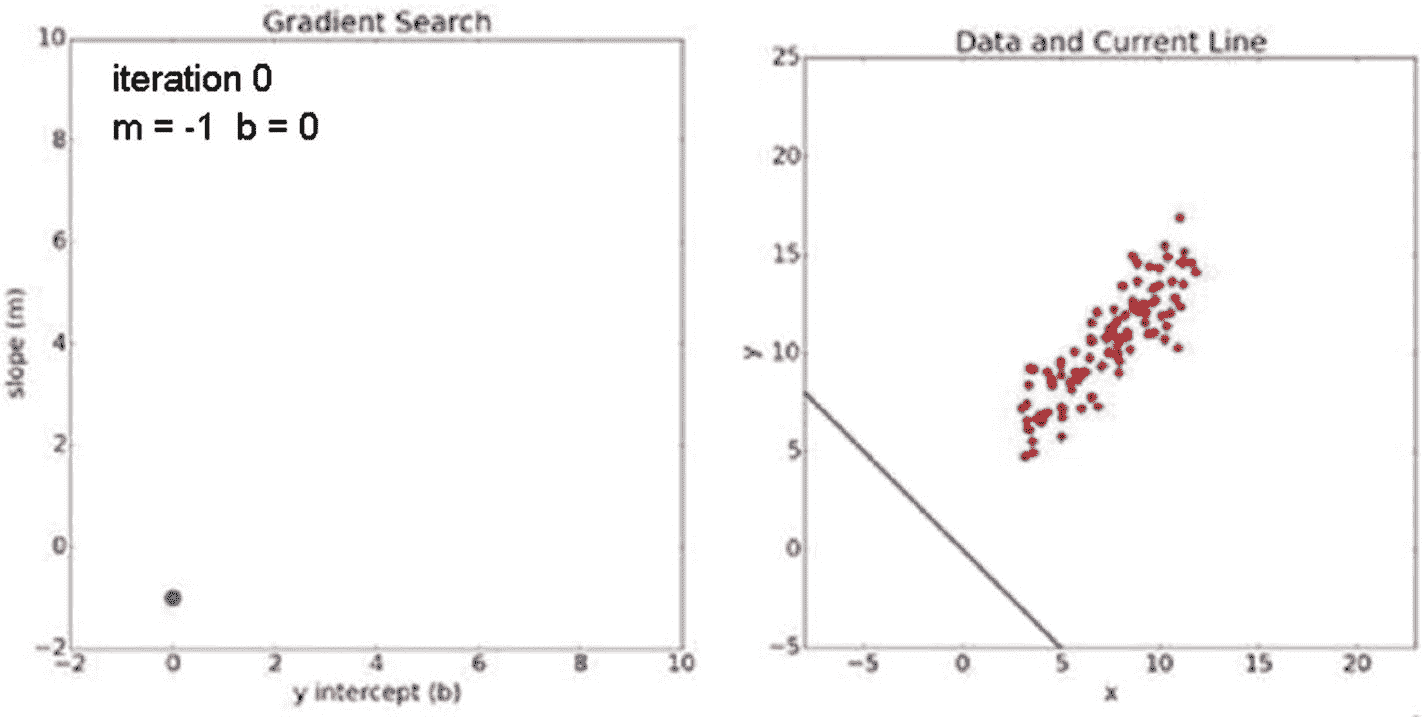 Gradient Search
10
8
6
4
2
0
−2
iteration 0
m = -1 b = 0
slope (m)
−2 0 2 4 6 8 10
y intercept (b)
Data and Current Line
25
20
15
10
5
0
−5
y
−5 0 5 10 15 20
x